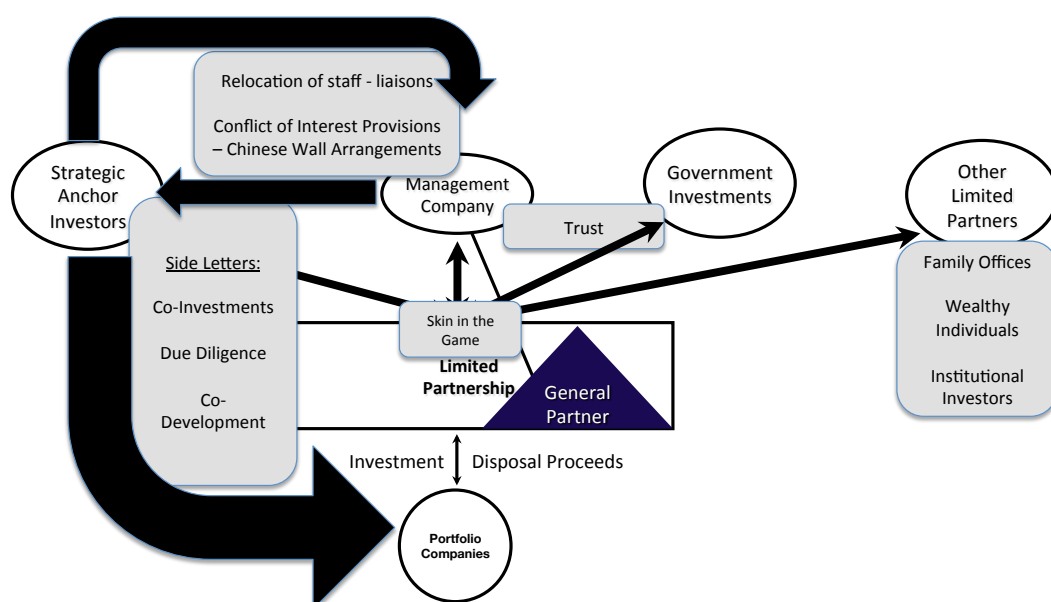 Relocation of staff - liaisons
Conflict of Interest Provisions
– Chinese Wall Arrangements
Strategic
Anchor
Investors
Management
Company
Government
Investments
Other
Limited
Partners
Trust
Side Letters:
Co-Investments
Due Diligence
Co-
Development
Skin in the
Game
Limited
Partnership
General
Partner
Family Offices
Wealthy
Individuals
Institutional
Investors
Investment
Disposal Proceeds
Portfolio
Companies